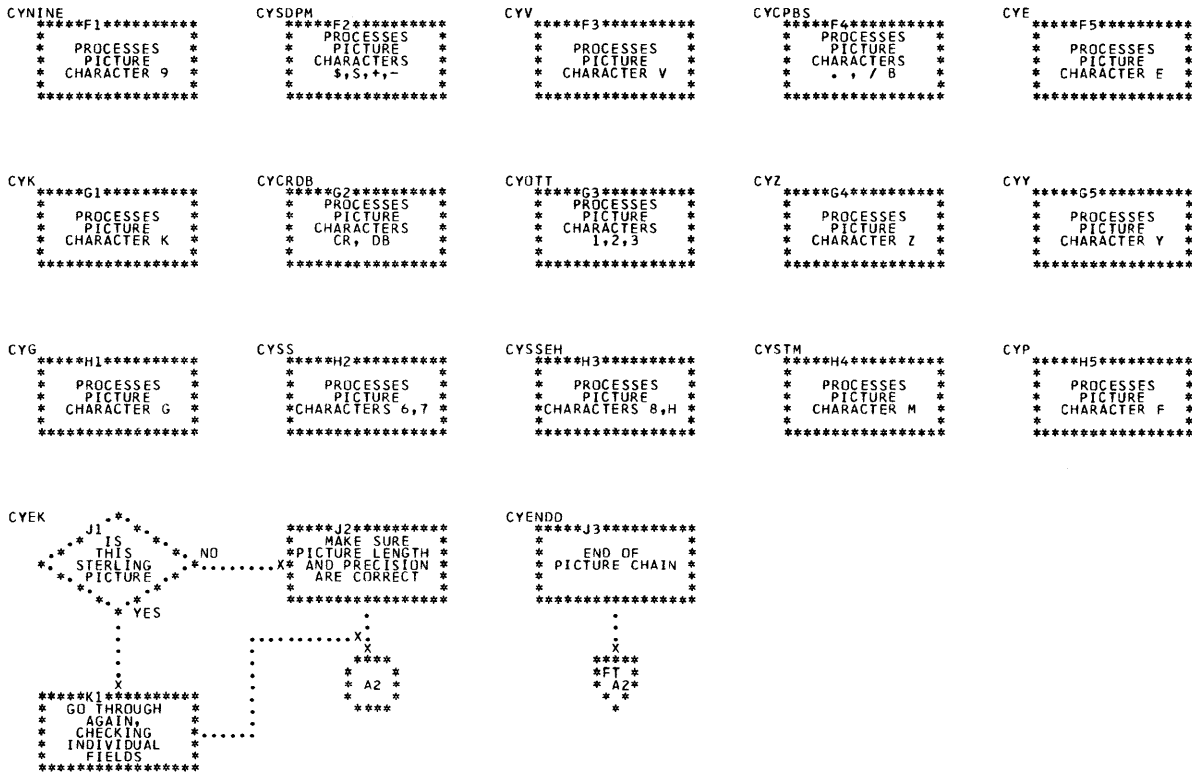 CYNINE
F1
PROCESSES
PICTURE
CHARACTER 9
CYSDPM
F2
PROCESSES
PICTURE
CHARACTERS
$,S,+,-
CYV
F3
PROCESSES
PICTURE
CHARACTER V
CYCPBS
F4
PROCESSES
PICTURE
CHARACTERS
. , / B
CYE
F5
PROCESSES
PICTURE
CHARACTER E
CYK
G1
PROCESSES
PICTURE
CHARACTER K
CYCRDB
G2
PROCESSES
PICTURE
CHARACTERS
CR, DB
CYOTT
G3
PROCESSES
PICTURE
CHARACTERS
1,2,3
CYZ
G4
PROCESSES
PICTURE
CHARACTER Z
CYY
G5
PROCESSES
PICTURE
CHARACTER Y
CYG
H1
PROCESSES
PICTURE
CHARACTER G
CYSS
H2
PROCESSES
PICTURE
CHARACTERS 6,7
CYSSEH
H3
PROCESSES
PICTURE
CHARACTERS 8,H
CYSTM
H4
PROCESSES
PICTURE
CHARACTER M
CYP
H5
PROCESSES
PICTURE
CHARACTER F
CYEK
J1
IS
THIS
STERLING
PICTURE
NO
YES
J2
MAKE SURE
PICTURE LENGTH
AND PRECISION
ARE CORRECT
A2
CYENDD
J3
END OF
PICTURE CHAIN
FT
A2
K1
GO THROUGH
AGAIN,
CHECKING
INDIVIDUAL
FIELDS